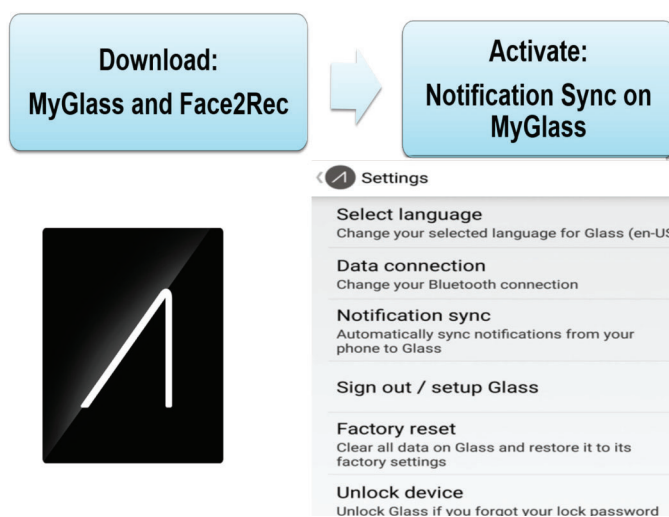 Download:
MyGlass and Face2Rec
Activate:
Notification Sync on
MyGlass
Settings
Select language
Change your selected language for Glass (en-US
Data connection
Change your Bluetooth connection
Notification sync
Automatically sync notifications from your
phone to Glass
Sign out / setup Glass
Factory reset
Clear all data on Glass and restore it to its
factory settings
Unlock device
Unlock Glass if you forgot your lock password